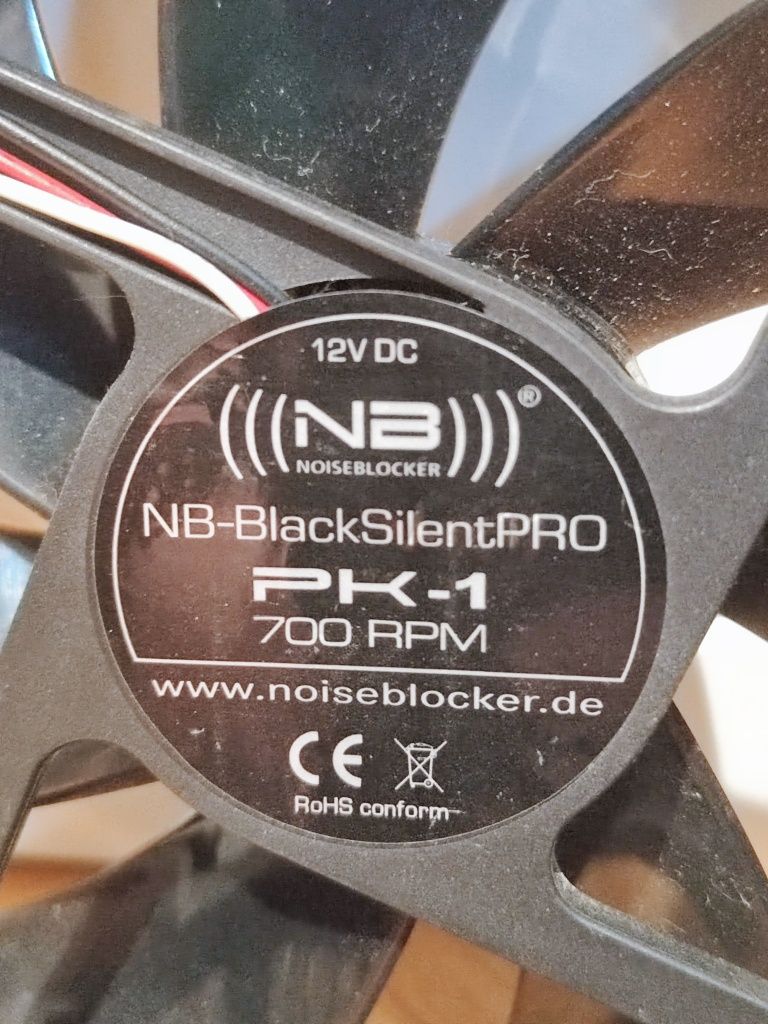 12V DC
(((NB)))®
NOISEBLOCKER
NB-BlackSilentPRO
PK-1
700 RPM
www.noiseblocker.de
CE
RoHS conform